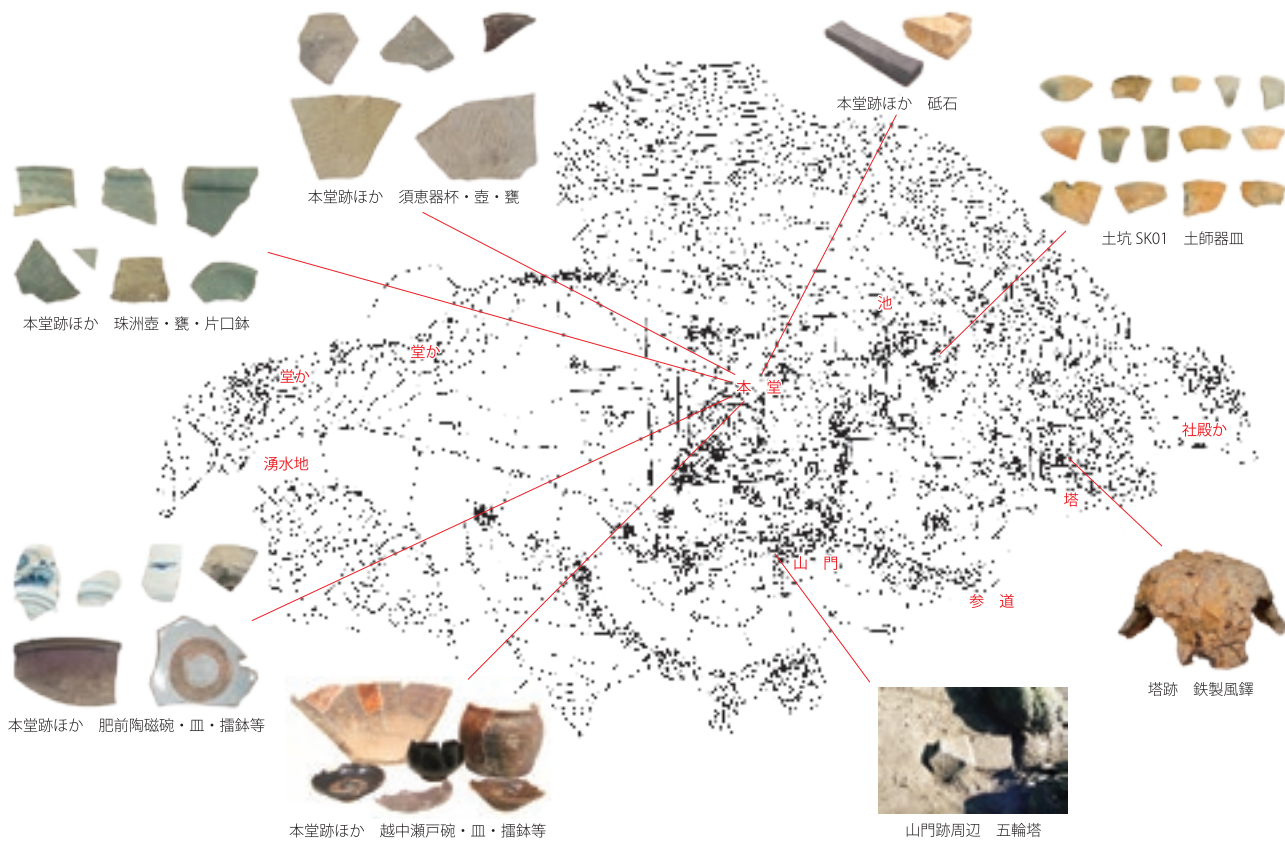 本堂跡ほか　砥石
本堂跡ほか　須恵器杯・壺・甕
土坑 SK01　土師器皿
本堂跡ほか　珠洲壺・甕・片口鉢
池
堂か
堂か
本　堂
社殿か
湧水地
塔
山　門
参　道
塔跡　鉄製風鐸
本堂跡ほか　肥前陶磁碗・皿・擂鉢等
本堂跡ほか　越中瀬戸碗・皿・擂鉢等
山門跡周辺　五輪塔